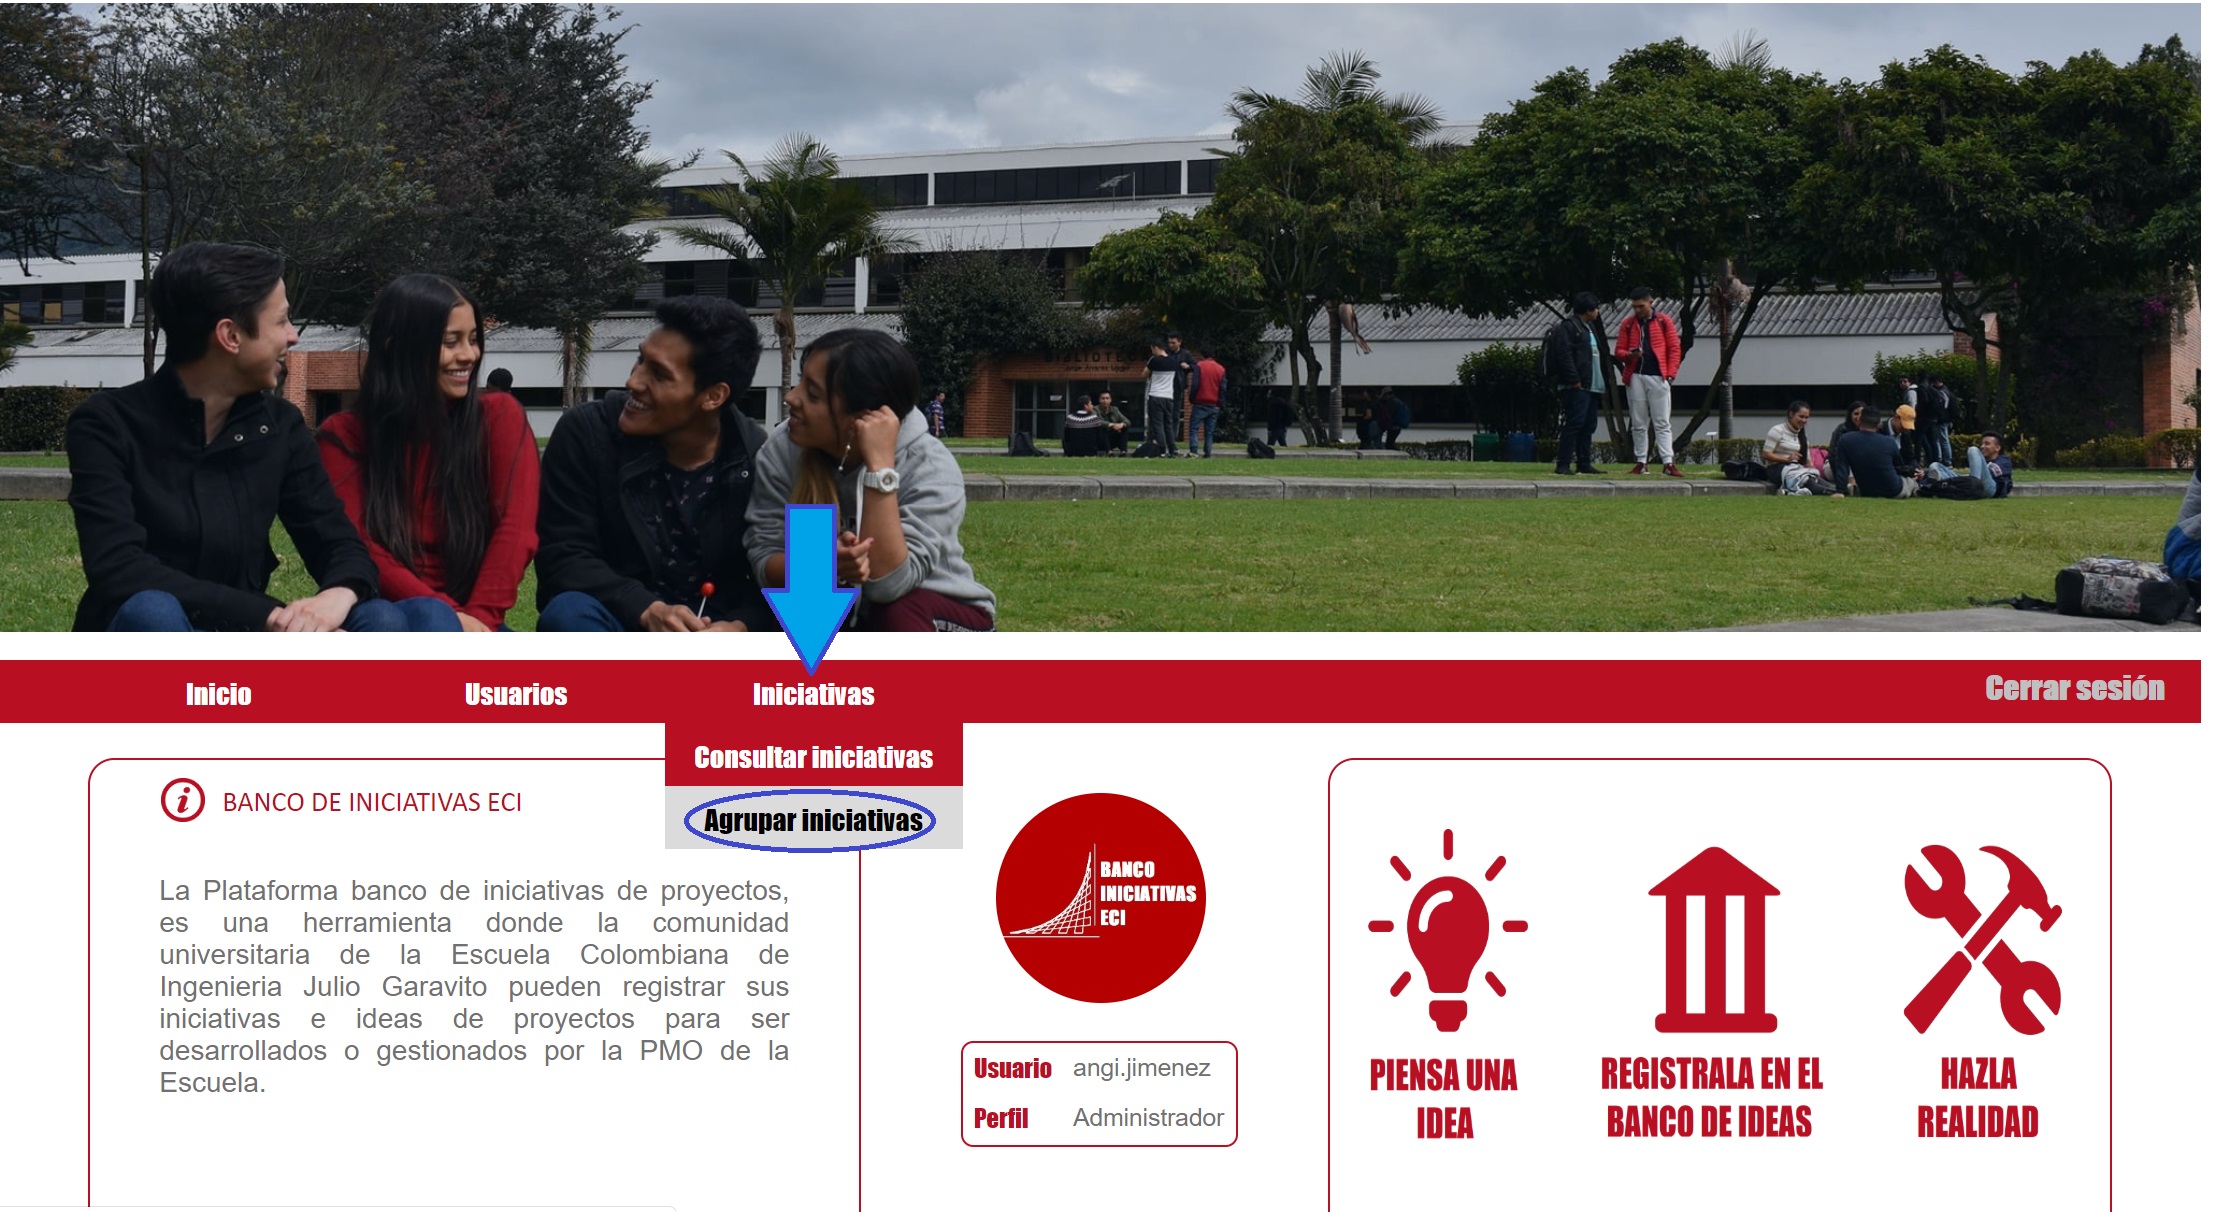 BIBLIOTECA
Inicio
Usuarios
Iniciativas
Cerrar sesión
Consultar iniciativas
Agrupar iniciativas
BANCO DE INICIATIVAS ECI
La Plataforma banco de iniciativas de proyectos,
es una herramienta donde la comunidad
universitaria de la Escuela Colombiana de
Ingenieria Julio Garavito pueden registrar sus
iniciativas e ideas de proyectos para ser
desarrollados o gestionados por la PMO de la
Escuela.
BANCO
INICIATIVAS
ECI
Usuario angi.jimenez
Perfil Administrador
PIENSA UNA
IDEA
REGISTRALA EN EL
BANCO DE IDEAS
HAZLA
REALIDAD